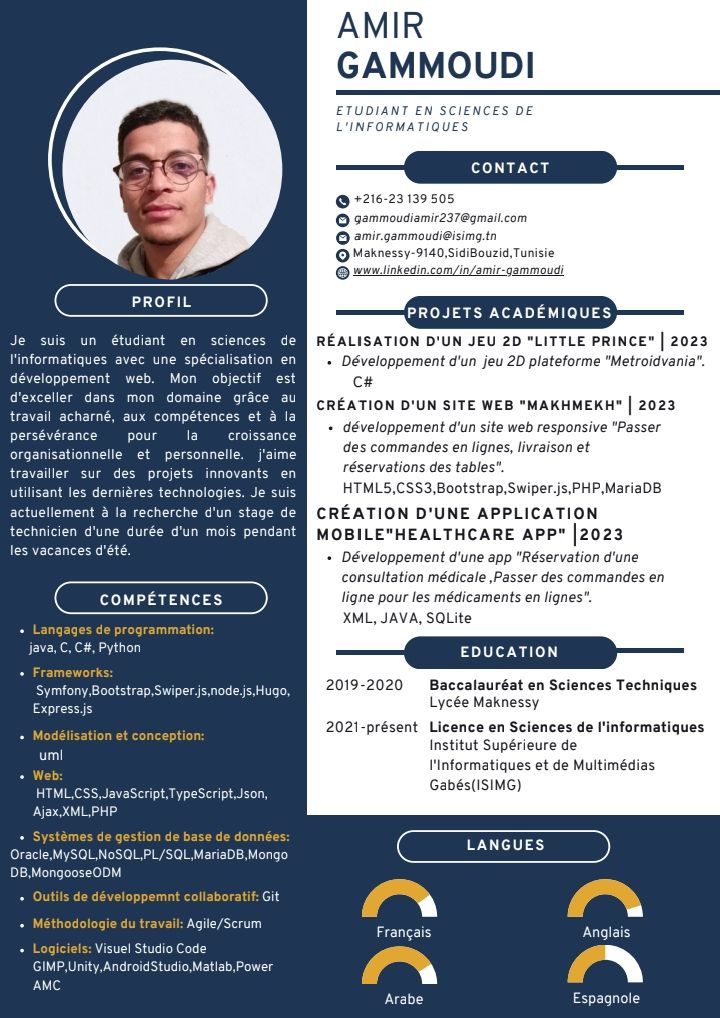 AMIR
GAMMOUDI
ETUDIANT EN SCIENCES DE
L'INFORMATIQUES
CONTACT
+216-23 139 505
gammoudiamir237@gmail.com
amir.gammoudi@isimg.tn
Maknessy-9140,SidiBouzid,Tunisie
www.linkedin.com/in/amir-gammoudi
PROFIL
Je suis un étudiant en sciences de
l'informatiques avec une spécialisation en
développement web. Mon objectif est
d'exceller dans mon domaine grâce au
travail acharné, aux compétences et à la
persévérance pour la croissance
organisationnelle et personnelle. j'aime
travailler sur des projets innovants en
utilisant les dernières technologies. Je suis
actuellement à la recherche d'un stage de
technicien d'une durée d'un mois pendant
les vacances d'été.
COMPÉTENCES
• Langages de programmation:
java, C, C#, Python
• Frameworks:
Symfony,Bootstrap,Swiper.js,node.js,Hugo,
Express.js
• Modélisation et conception:
uml
• Web:
HTML,CSS,JavaScript,TypeScript,Json,
Ajax,XML,PHP
• Systèmes de gestion de base de données:
Oracle,MySQL,NoSQL,PL/SQL,MariaDB,Mongo
DB,MongooseODM
• Outils de développemnt collaboratif: Git
• Méthodologie du travail: Agile/Scrum
• Logiciels: Visuel Studio Code
GIMP,Unity,AndroidStudio,Matlab,Power
AMC
PROJETS ACADÉMIQUES
RÉALISATION D'UN JEU 2D "LITTLE PRINCE" | 2023
• Développement d'un jeu 2D plateforme "Metroidvania".
C#
CRÉATION D'UN SITE WEB "MAKHMEKH" | 2023
• développement d'un site web responsive "Passer
des commandes en lignes, livraison et
réservations des tables".
HTML5,CSS3,Bootstrap,Swiper.js,PHP,MariaDB
CRÉATION D'UNE APPLICATION
MOBILE"HEALTHCARE APP" |2023
• Développement d'une app "Réservation d'une
consultation médicale ,Passer des commandes en
ligne pour les médicaments en lignes".
XML, JAVA, SQLite
EDUCATION
2019-2020 Baccalauréat en Sciences Techniques
Lycée Maknessy
2021-présent Licence en Sciences de l'informatiques
Institut Supérieure de
l'Informatiques et de Multimédias
Gabés(ISIMG)
LANGUES
Français
Anglais
Arabe
Espagnole